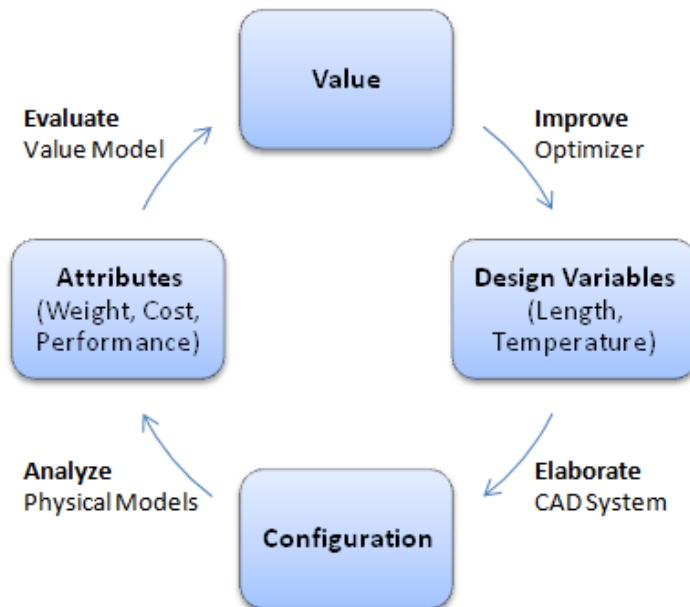 Value
Evaluate
Value Model
Improve
Optimizer
Attributes
(Weight, Cost,
Performance)
Design Variables
(Length,
Temperature)
Analyze
Physical Models
Elaborate
CAD System
Configuration